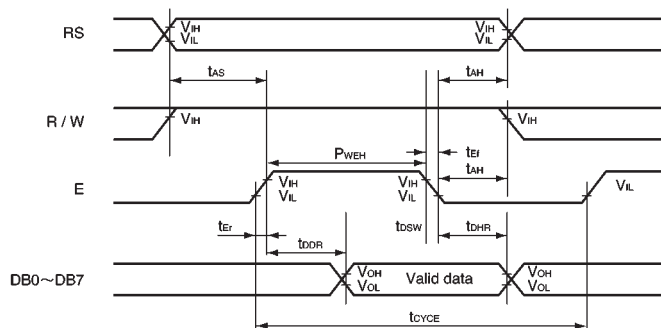 RS
VIH
VIL
VIH
VIL
tAS
tAH
R / W
VIH
VIH
PWEH
tEf
tAH
E
VIH
VIL
VIH
VIL
VIL
tEr
tDDR
tDSW
tDHR
DB0~DB7
VOH
VOL
Valid data
VOH
VOL
tCYCE